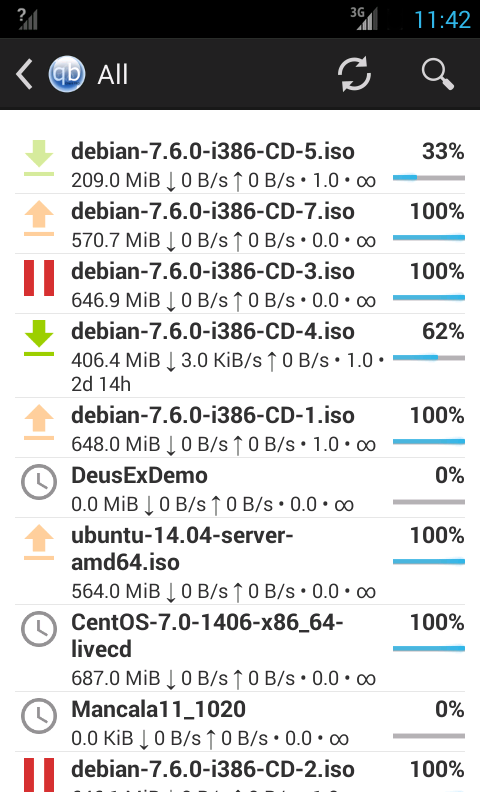 ?
3G
11:42
qb
All
debian-7.6.0-i386-CD-5.iso 33%
209.0 MiB ↓ 0 B/s ↑ 0 B/s • 1.0 • ∞
debian-7.6.0-i386-CD-7.iso 100%
570.7 MiB ↓ 0 B/s ↑ 0 B/s • 0.0 • ∞
debian-7.6.0-i386-CD-3.iso 100%
646.9 MiB ↓ 0 B/s ↑ 0 B/s • 0.0 • ∞
debian-7.6.0-i386-CD-4.iso 62%
406.4 MiB ↓ 3.0 KiB/s ↑ 0 B/s • 1.0 •
2d 14h
debian-7.6.0-i386-CD-1.iso 100%
648.0 MiB ↓ 0 B/s ↑ 0 B/s • 1.0 • ∞
DeusExDemo 0%
0.0 MiB ↓ 0 B/s ↑ 0 B/s • 0.0 • ∞
ubuntu-14.04-server- 100%
amd64.iso
564.0 MiB ↓ 0 B/s ↑ 0 B/s • 0.0 • ∞
CentOS-7.0-1406-x86_64- 100%
livecd
687.0 MiB ↓ 0 B/s ↑ 0 B/s • 0.0 • ∞
Mancala11_1020 0%
0.0 KiB ↓ 0 B/s ↑ 0 B/s • 0.0 • ∞
debian-7.6.0-i386-CD-2.iso 100%